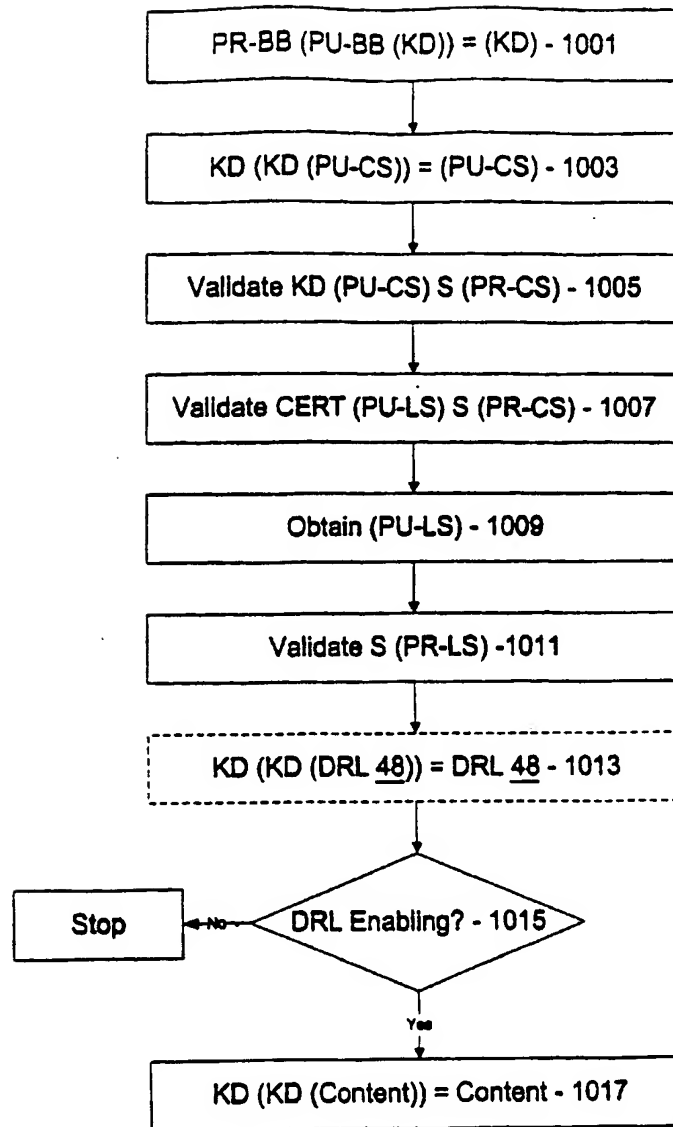 PR-BB (PU-BB (KD)) = (KD) - 1001
KD (KD (PU-CS)) = (PU-CS) - 1003
Validate KD (PU-CS) S (PR-CS) - 1005
Validate CERT (PU-LS) S (PR-CS) - 1007
Obtain (PU-LS) - 1009
Validate S (PR-LS) -1011
KD (KD (DRL 48)) = DRL 48 - 1013
Stop
No
DRL Enabling? - 1015
Yes
KD (KD (Content)) = Content - 1017